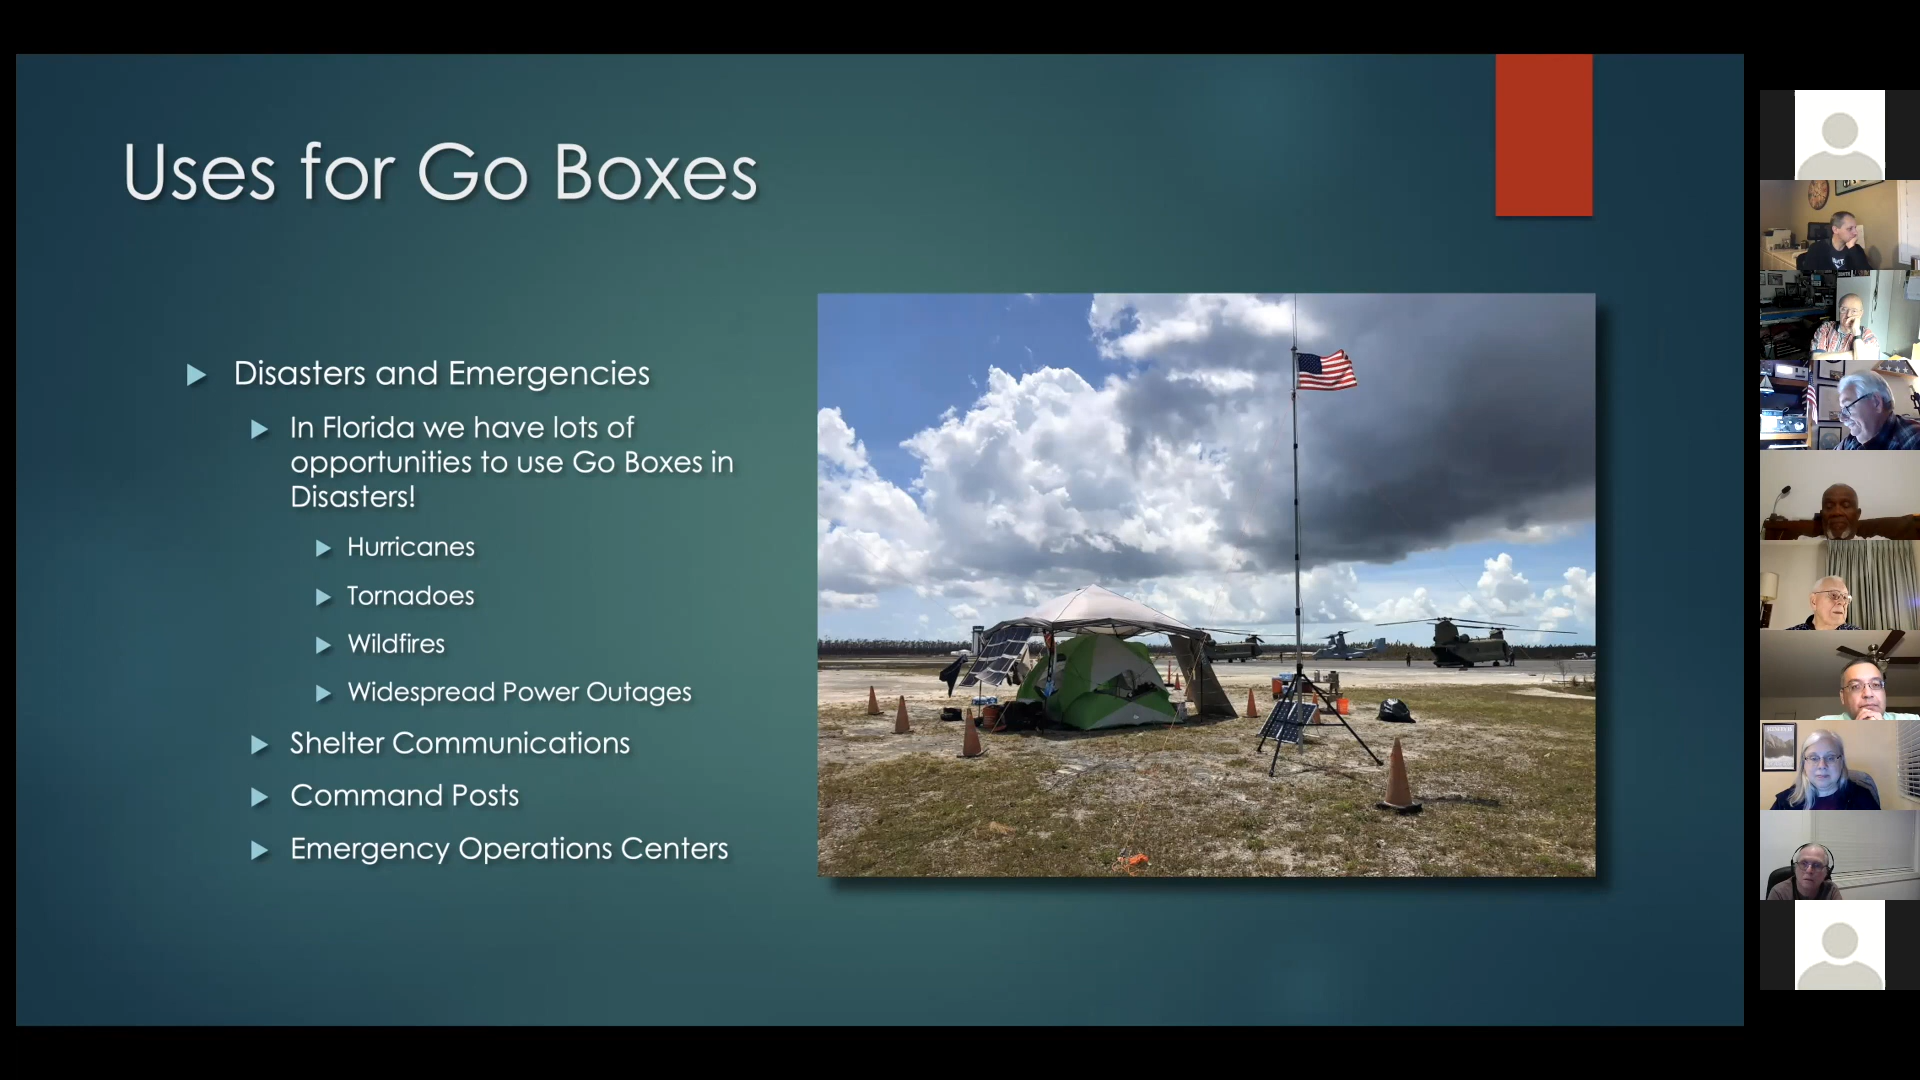 Uses for Go Boxes
Disasters and Emergencies
In Florida we have lots of
opportunities to use Go Boxes in
Disasters!
Hurricanes
Tornadoes
Wildfires
Widespread Power Outages
Shelter Communications
Command Posts
Emergency Operations Centers